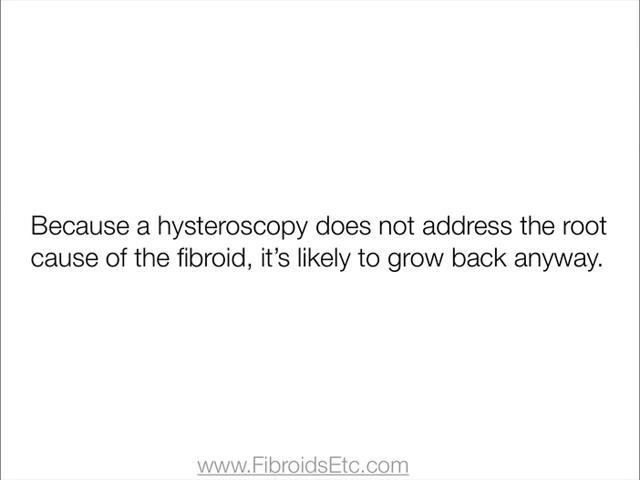 Because a hysteroscopy does not address the root
cause of the fibroid, it’s likely to grow back anyway.
www.FibroidsEtc.com